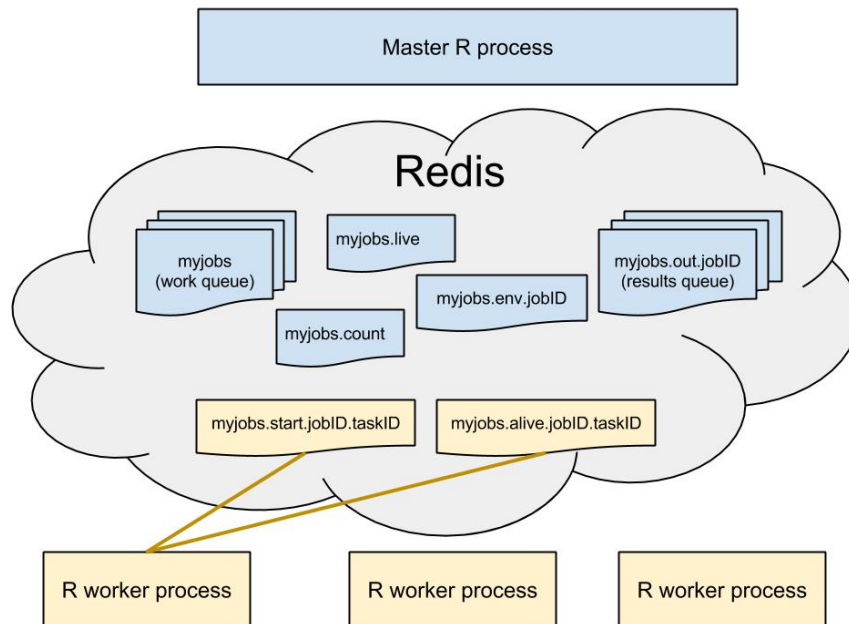 Master R process
Redis
myjobs
(work queue)
myjobs.live
myjobs.out.jobID
(results queue)
myjobs.env.jobID
myjobs.count
myjobs.start.jobID.taskID
myjobs.alive.jobID.taskID
R worker process
R worker process
R worker process